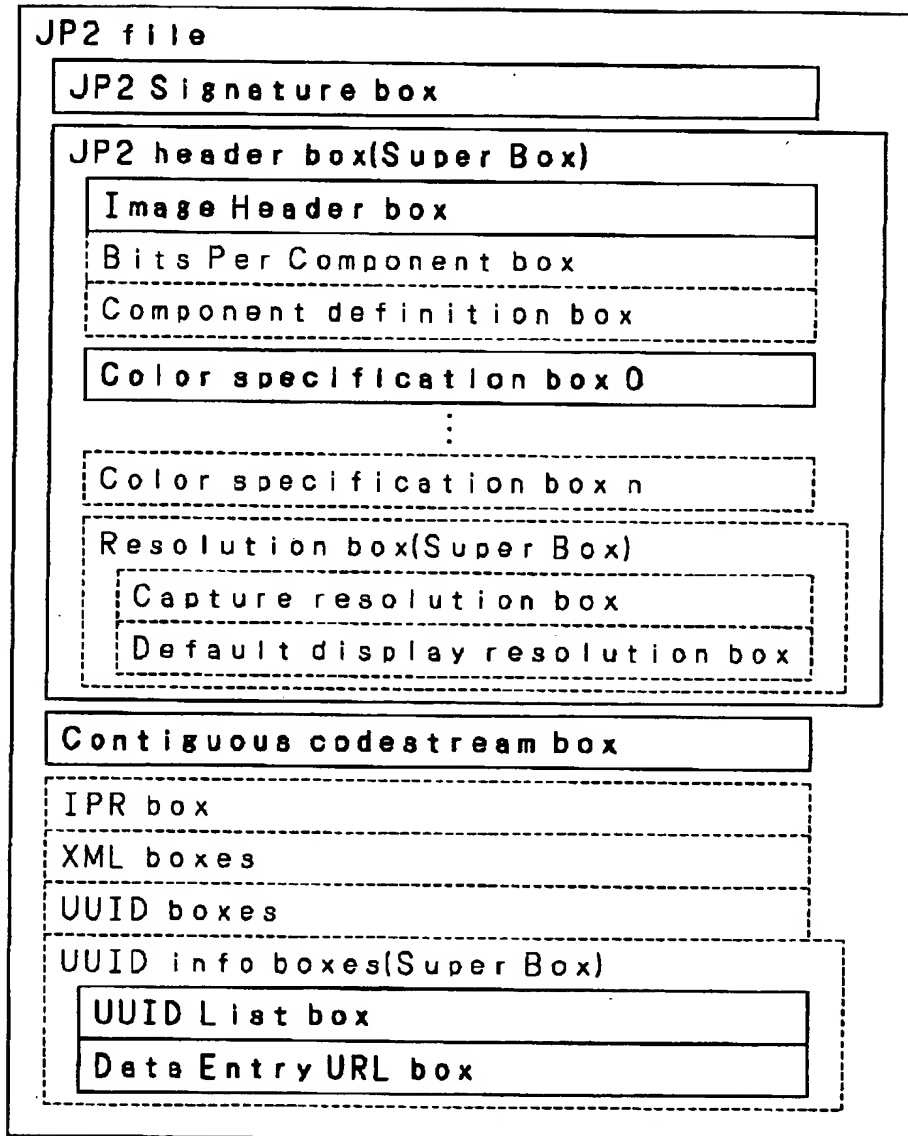 JP2 file
JP2 Signature box
JP2 header box(Super Box)
Image Header box
Bits Per Component box
Component definition box
Color specification box 0
Color specification box n
Resolution box(Super Box)
Capture resolution box
Default display resolution box
Contiguous codestream box
IPR box
XML boxes
UUID boxes
UUID info boxes(Super Box)
UUID List box
Data Entry URL box